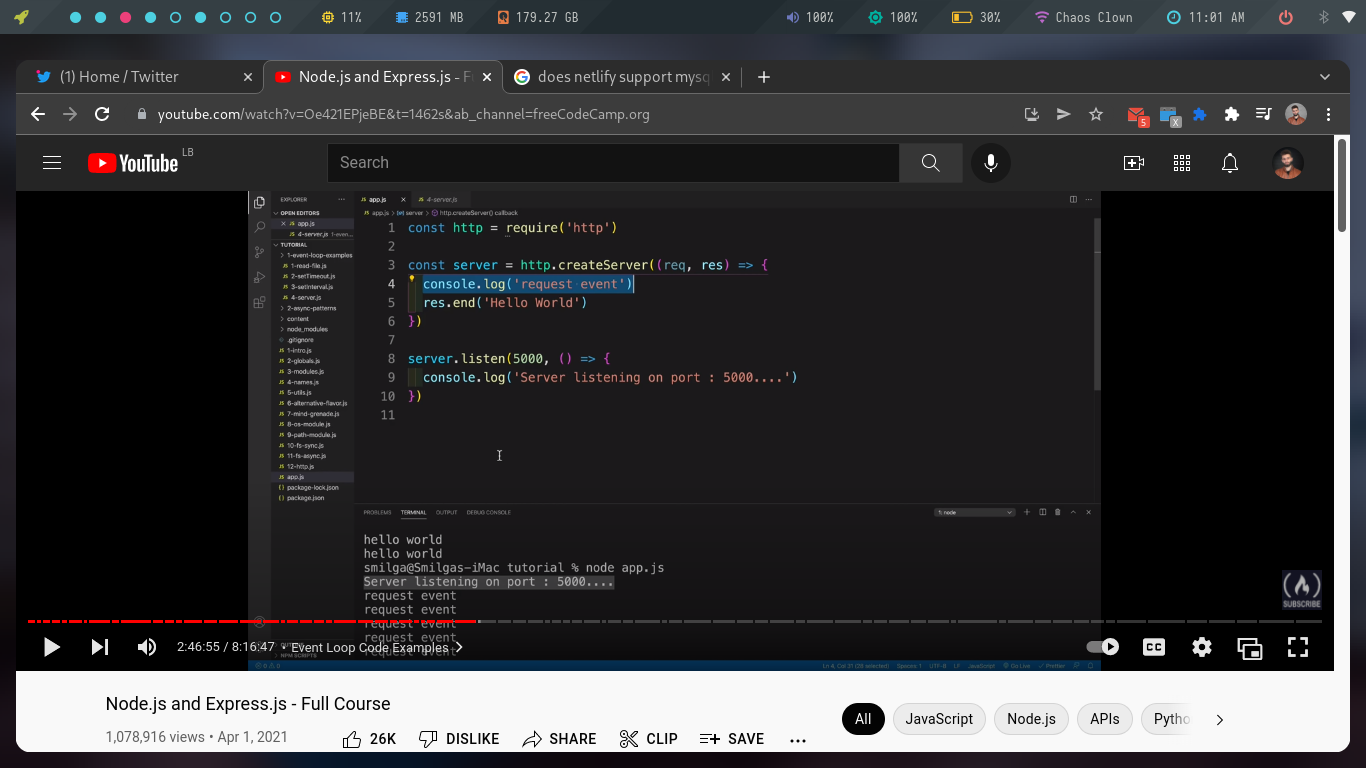 11% 2591 MB 179.27 GB 100% 100% 30% Chaos Clown 11:01 AM
(1) Home / Twitter Node.js and Express.js - F does netlify support mysq
youtube.com/watch?v=Oe421EPjeBE&t=1462s&ab_channel=freeCodeCamp.org 5 X
YouTube LB Search
EXPLORER app.js 4-server.js
OPEN EDITORS app.js > server > http.createServer() callback
app.js
4-server.js 1-even...
TUTORIAL
1-event-loop-examples
1-read-file.js
2-setTimeout.js
3-setInterval.js
4-server.js
2-async-patterns
content
node_modules
.gitignore
1-intro.js
2-globals.js
3-modules.js
4-names.js
5-utils.js
6-alternative-flavor.js
7-mind-grenade.js
8-os-module.js
9-path-module.js
10-fs-sync.js
11-fs-async.js
12-http.js
app.js
package-lock.json
package.json
1 const http = require('http')
2
3 const server = http.createServer((req, res) => {
4 console.log('request event')
5 res.end('Hello World')
6 })
7
8 server.listen(5000, () => {
9 console.log('Server listening on port : 5000....')
10 })
11
PROBLEMS TERMINAL OUTPUT DEBUG CONSOLE 1: node
hello world
hello world
smilga@Smilgas-iMac tutorial % node app.js
Server listening on port : 5000....
request event
request event
request event
request event
request event
SUBSCRIBE
2:46:55 / 8:16:47 • Event Loop Code Examples
NPM SCRIPTS
UTF-8 LF JavaScript Go Live Prettier
Node.js and Express.js - Full Course
1,078,916 views • Apr 1, 2021
26K DISLIKE SHARE CLIP SAVE
All JavaScript Node.js APIs Pytho